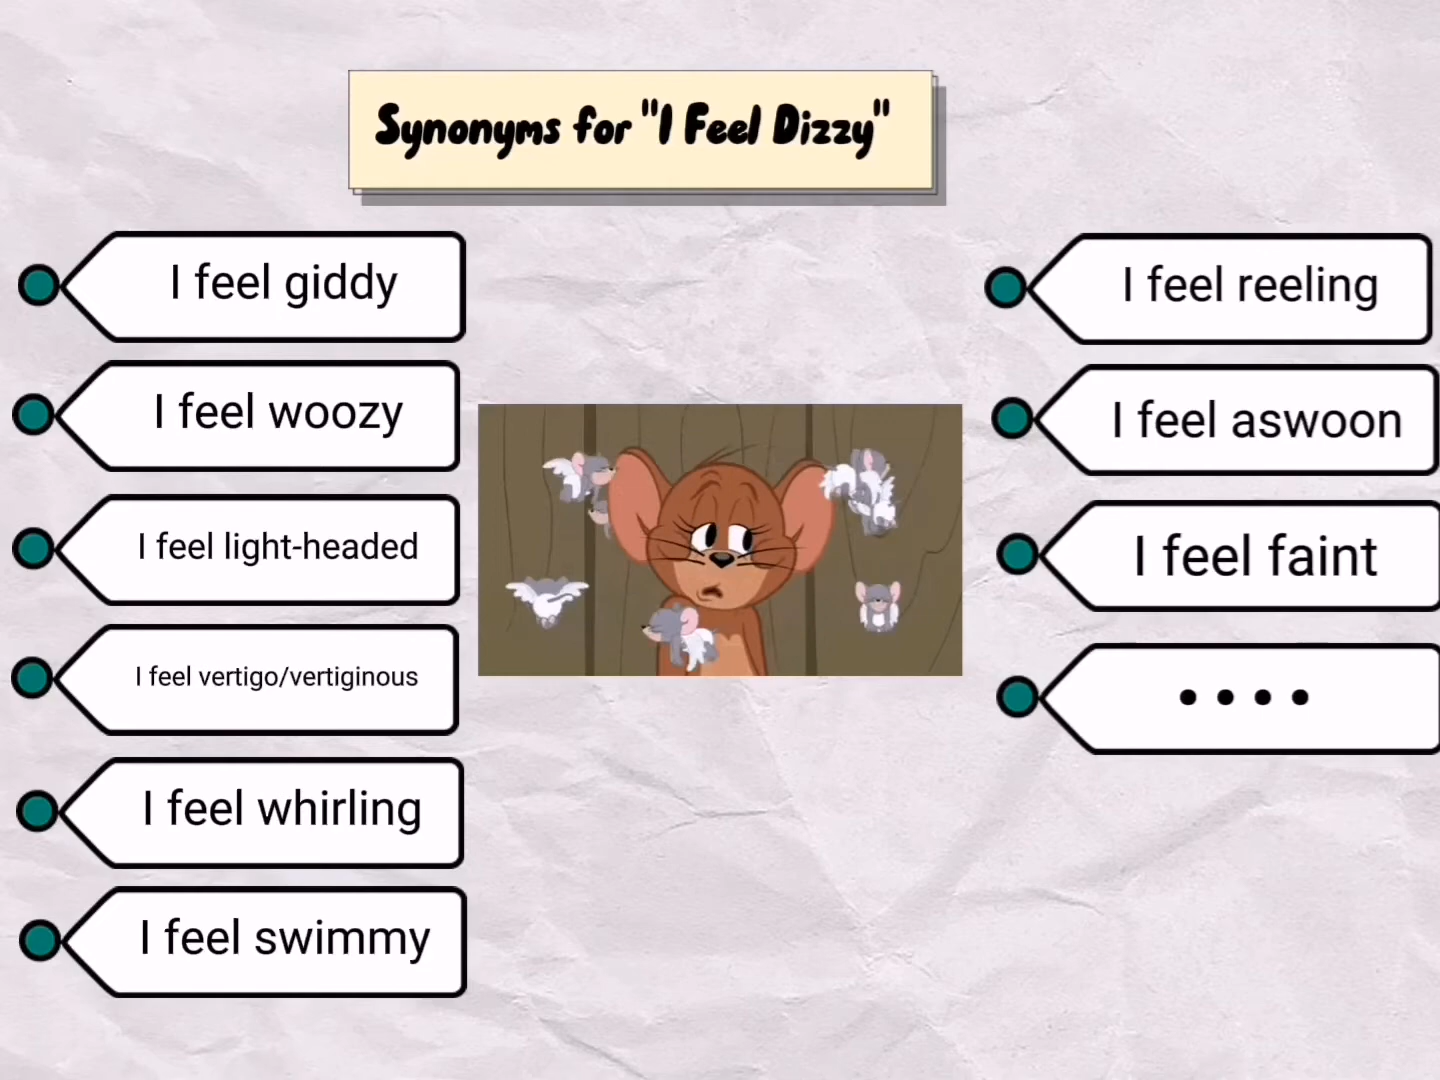 Synonyms for "I Feel Dizzy"
I feel giddy
I feel woozy
I feel light-headed
I feel vertigo/vertiginous
I feel whirling
I feel swimmy
I feel reeling
I feel aswoon
I feel faint
• • • •